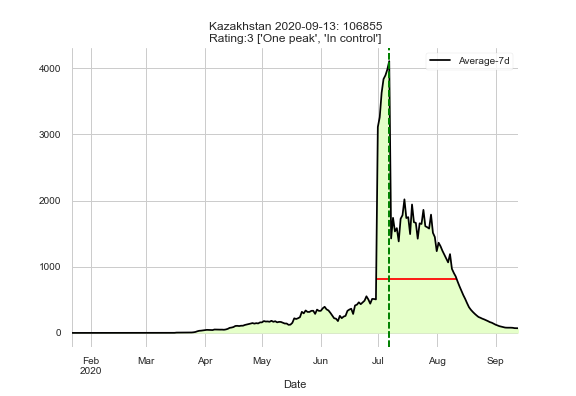 Kazakhstan 2020-09-13: 106855
Rating:3 ['One peak', 'In control']
Average-7d
4000
3000
2000
1000
0
Feb Mar Apr May Jun Jul Aug Sep
2020
Date